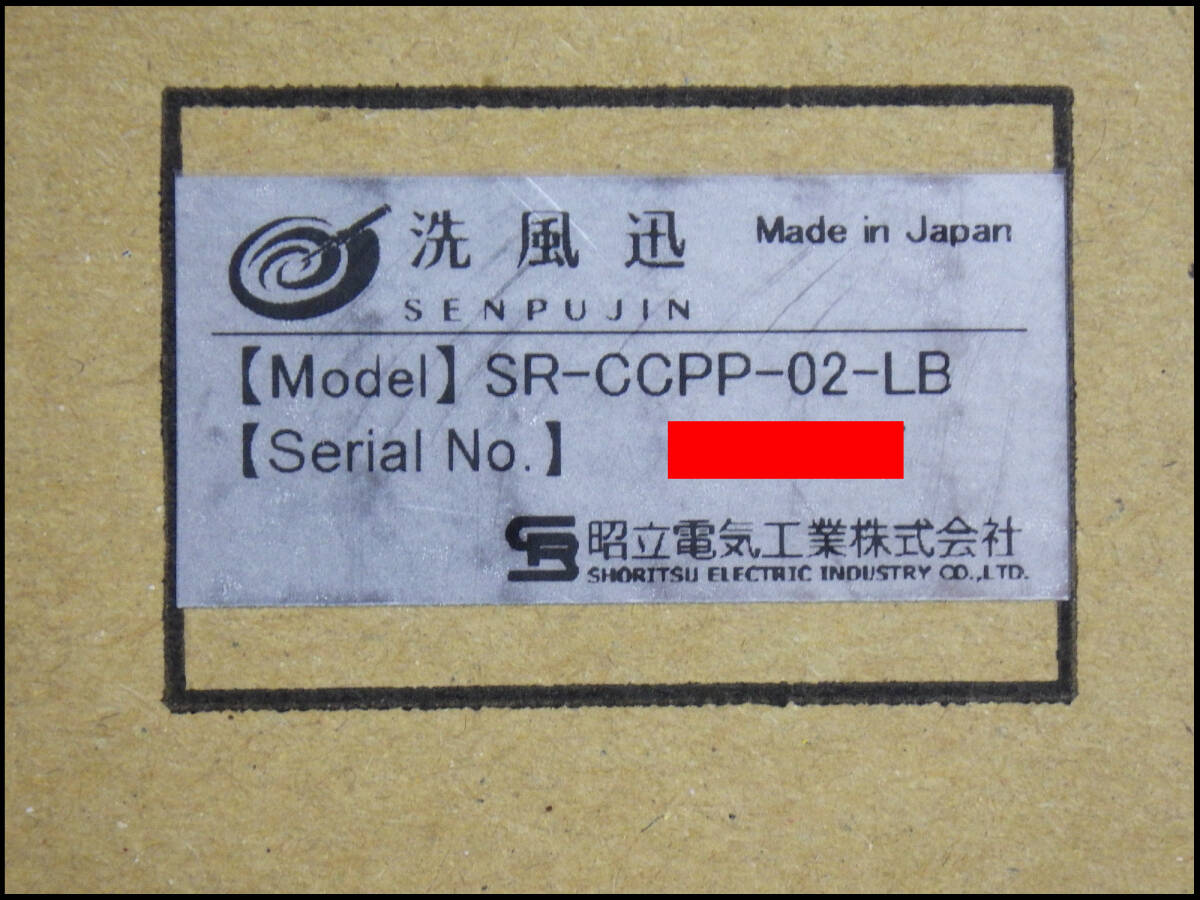 洗風迅 Made in Japan
SENPUJIN
【Model】 SR-CCPP-02-LB
【Serial No.】
SR 昭立電気工業株式会社
SHORITSU ELECTRIC INDUSTRY CO.,LTD.